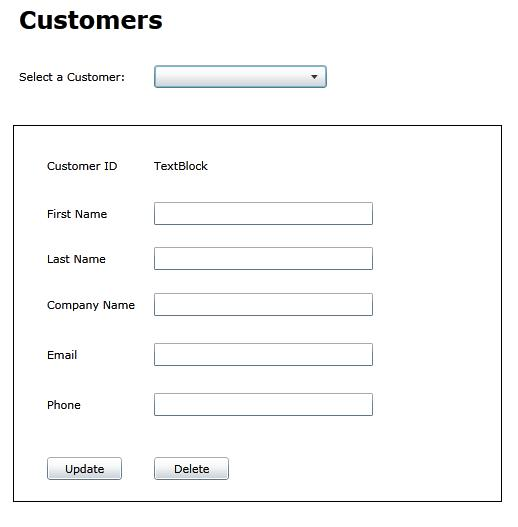 Customers
Select a Customer:
Customer ID TextBlock
First Name
Last Name
Company Name
Email
Phone
Update Delete